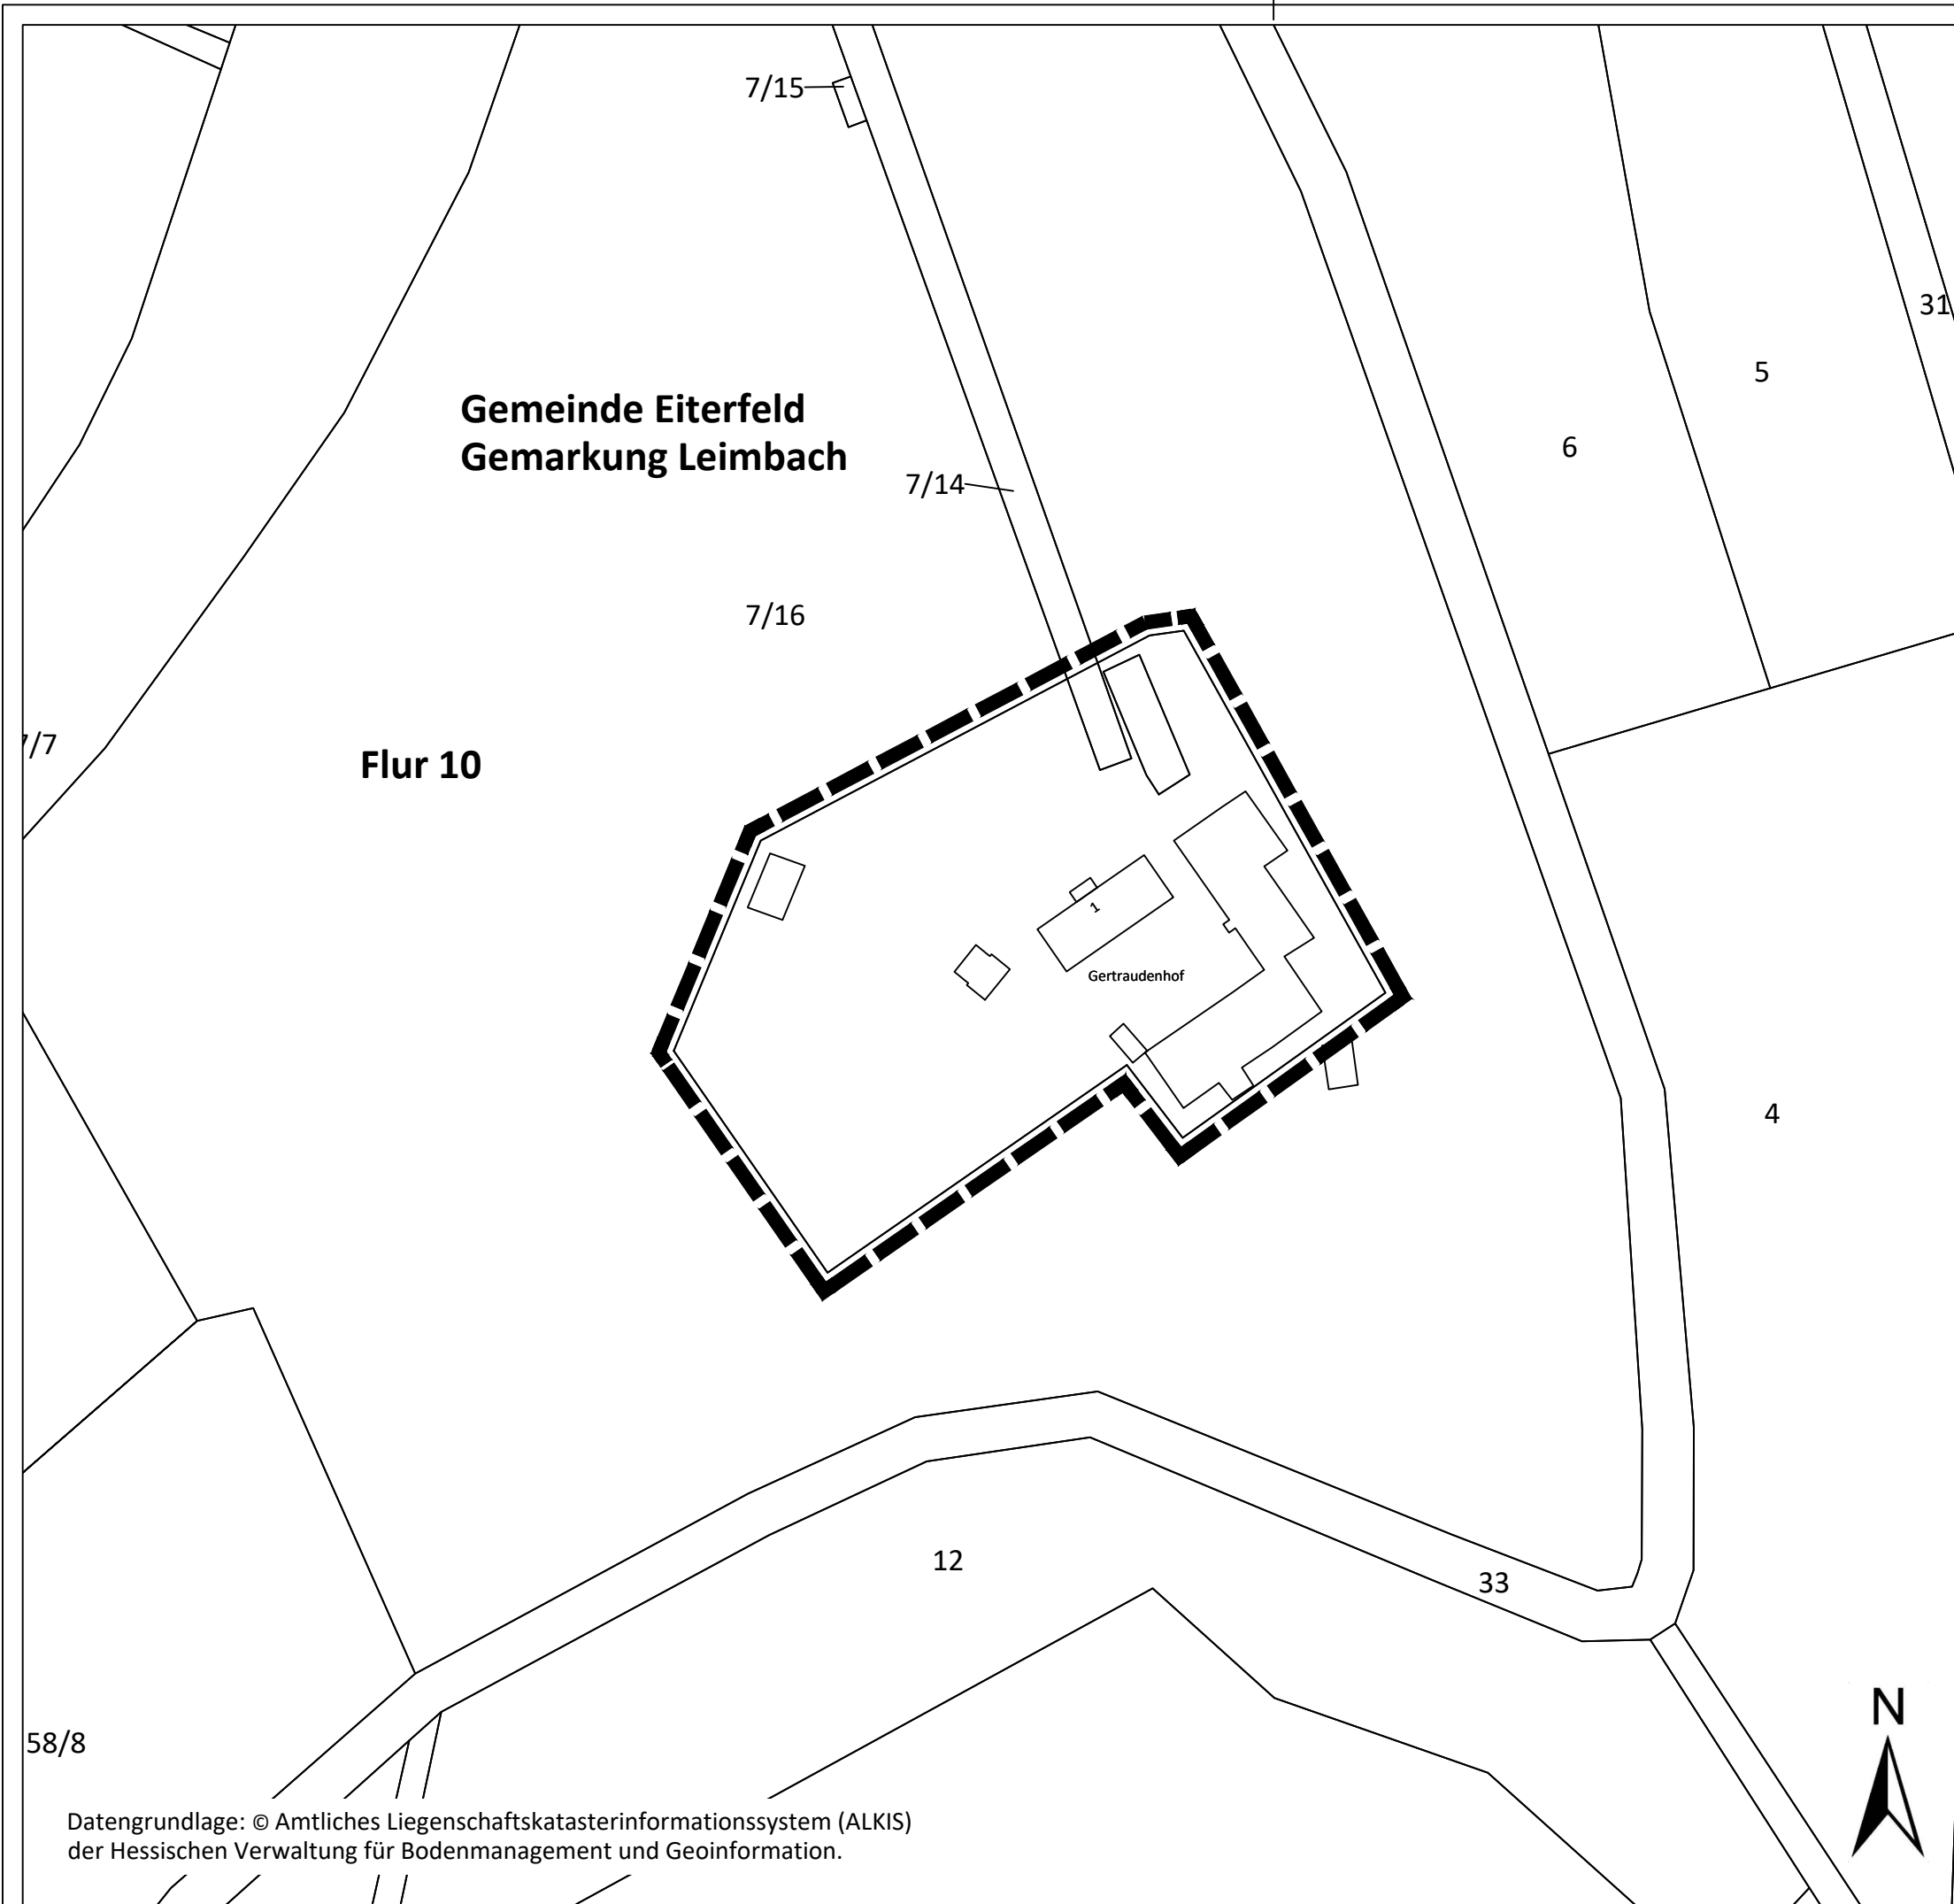 7/15
31
5
Gemeinde Eiterfeld
Gemarkung Leimbach
6
7/14
7/16
/7
Flur 10
1
Gertraudenhof
4
12
33
N
58/8
Datengrundlage: © Amtliches Liegenschaftskatasterinformationssystem (ALKIS)
der Hessischen Verwaltung für Bodenmanagement und Geoinformation.